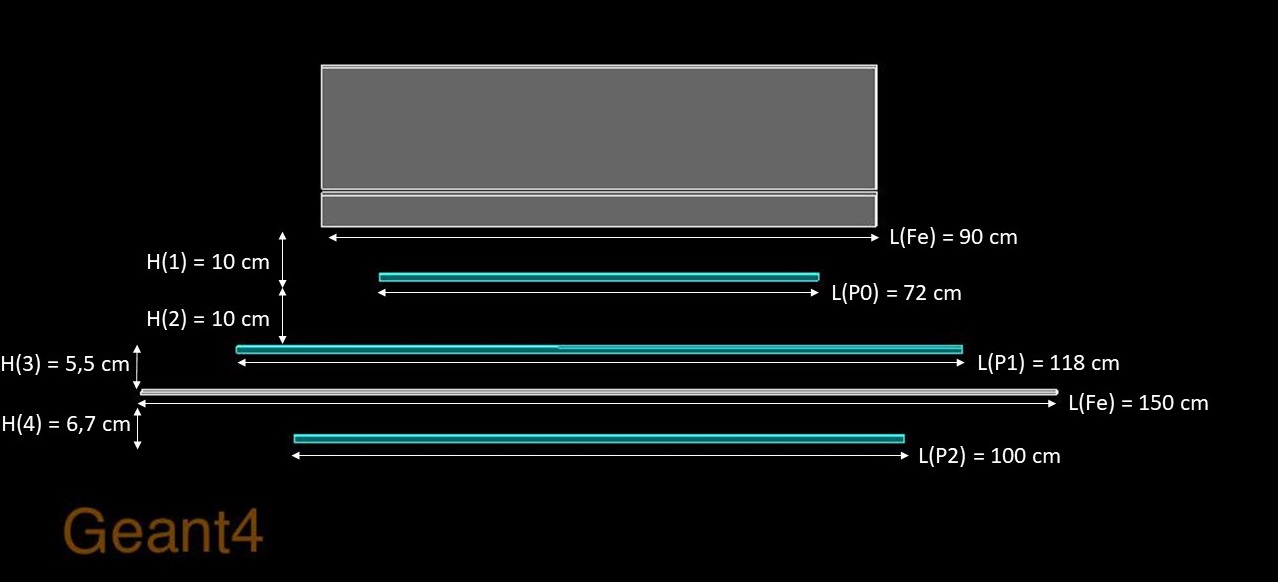 L(Fe) = 90 cm
H(1) = 10 cm
L(P0) = 72 cm
H(2) = 10 cm
L(P1) = 118 cm
H(3) = 5,5 cm
L(Fe) = 150 cm
H(4) = 6,7 cm
L(P2) = 100 cm
Geant4